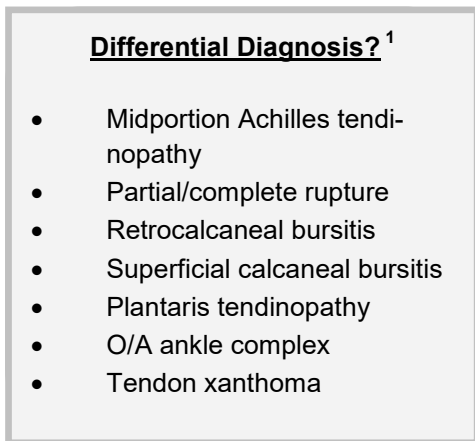 Differential Diagnosis? 1
• Midportion Achilles tendi-
nopathy
• Partial/complete rupture
• Retrocalcaneal bursitis
• Superficial calcaneal bursitis
• Plantaris tendinopathy
• O/A ankle complex
• Tendon xanthoma